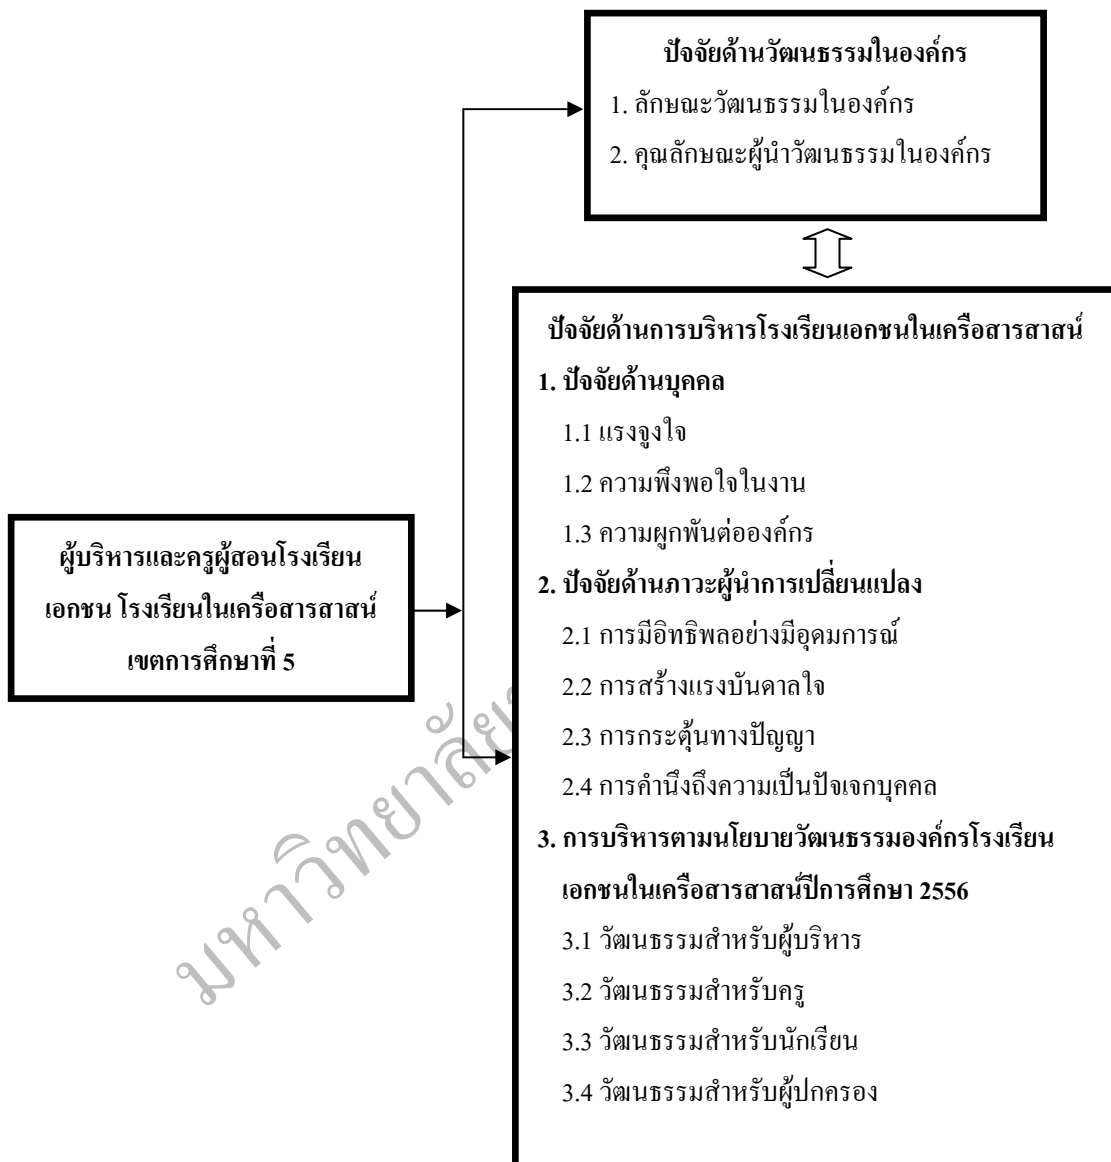 ปัจจัยด้านวัฒนธรรมในองค์กร
1. ลักษณะวัฒนธรรมในองค์กร
2. คุณลักษณะผู้นำวัฒนธรรมในองค์กร
ปัจจัยด้านการบริหารโรงเรียนเอกชนในเครือสารสาสน์
1. ปัจจัยด้านบุคคล
1.1 แรงจูงใจ
1.2 ความพึงพอใจในงาน
1.3 ความผูกพันต่อองค์กร
2. ปัจจัยด้านภาวะผู้นำการเปลี่ยนแปลง
2.1 การมีอิทธิพลอย่างมีอุดมการณ์
2.2 การสร้างแรงบันดาลใจ
2.3 การกระตุ้นทางปัญญา
2.4 การคำนึงถึงความเป็นปัจเจกบุคคล
3. การบริหารตามนโยบายวัฒนธรรมองค์กรโรงเรียน
เอกชนในเครือสารสาสน์ปีการศึกษา 2556
3.1 วัฒนธรรมสำหรับผู้บริหาร
3.2 วัฒนธรรมสำหรับครู
3.3 วัฒนธรรมสำหรับนักเรียน
3.4 วัฒนธรรมสำหรับผู้ปกครอง
ผู้บริหารและครูผู้สอนโรงเรียน
เอกชน โรงเรียนในเครือสารสาสน์
เขตการศึกษาที่ 5
มหาวิทยาลัย